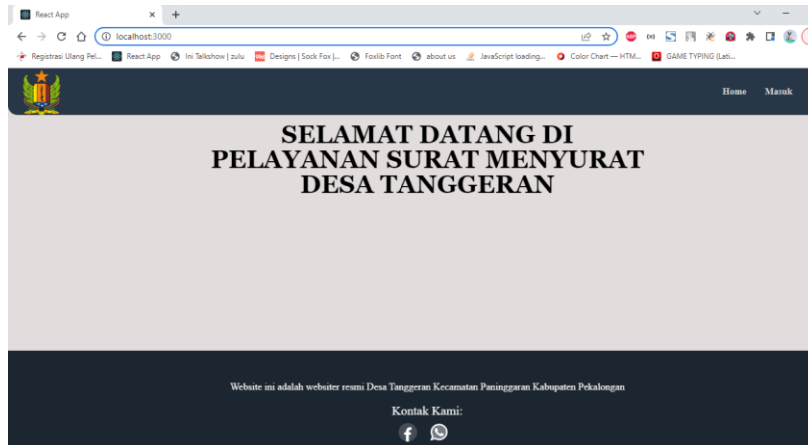 React App
localhost:3000
Registrasi Ulang Pel...
React App
Ini Talkshow | zulu
Designs | Sock Fox |...
Foxlib Font
about us
JavaScript loading...
Color Chart — HTM...
GAME TYPING (Lati...
Home
Masuk
SELAMAT DATANG DI
PELAYANAN SURAT MENYURAT
DESA TANGGERAN
Website ini adalah websiter resmi Desa Tanggeran Kecamatan Paninggaran Kabupaten Pekalongan
Kontak Kami: